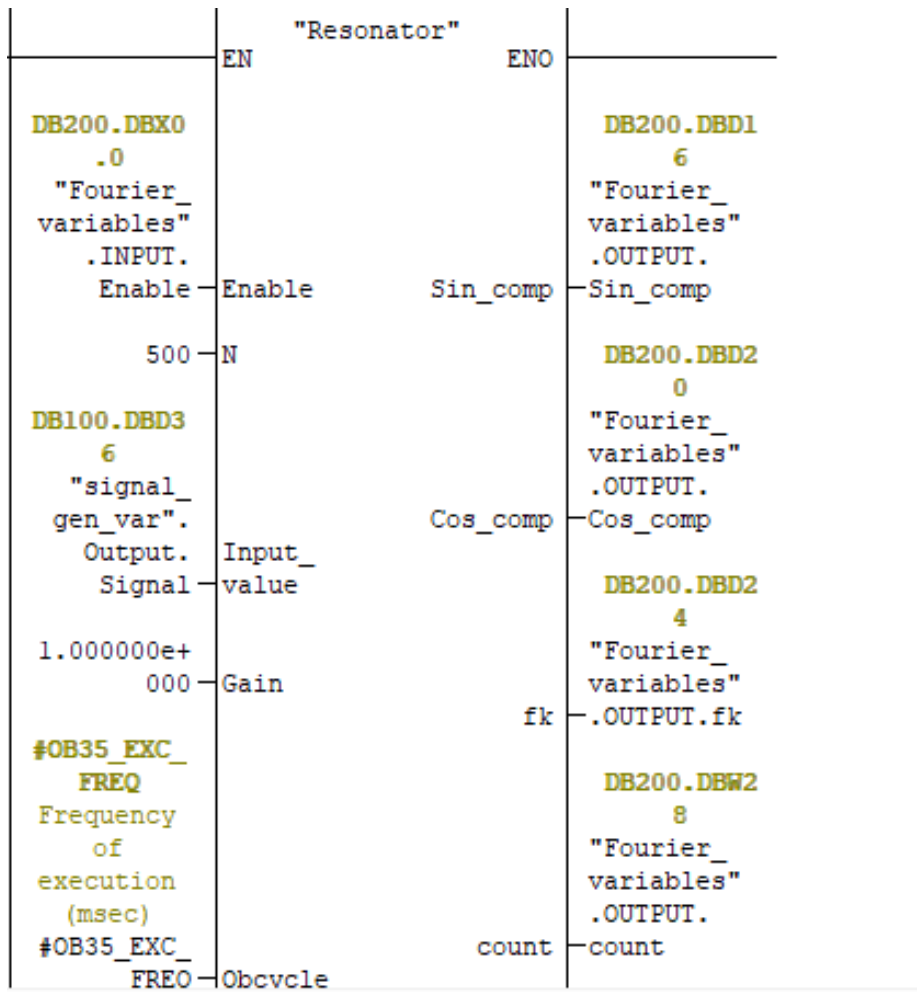 "Resonator"
EN
ENO
DB200.DBX0
.0
"Fourier_
variables"
.INPUT.
Enable
Enable
Sin_comp
DB200.DBD1
6
"Fourier_
variables"
.OUTPUT.
Sin_comp
500
N
DB100.DBD3
6
"signal_
gen_var".
Output.
Signal
Input_
value
Cos_comp
DB200.DBD2
0
"Fourier_
variables"
.OUTPUT.
Cos_comp
1.000000e+
000
Gain
fk
DB200.DBD2
4
"Fourier_
variables"
.OUTPUT.fk
#OB35_EXC_
FREQ
Frequency
of
execution
(msec)
#OB35_EXC_
FREQ
Obcycle
count
DB200.DBW2
8
"Fourier_
variables"
.OUTPUT.
count